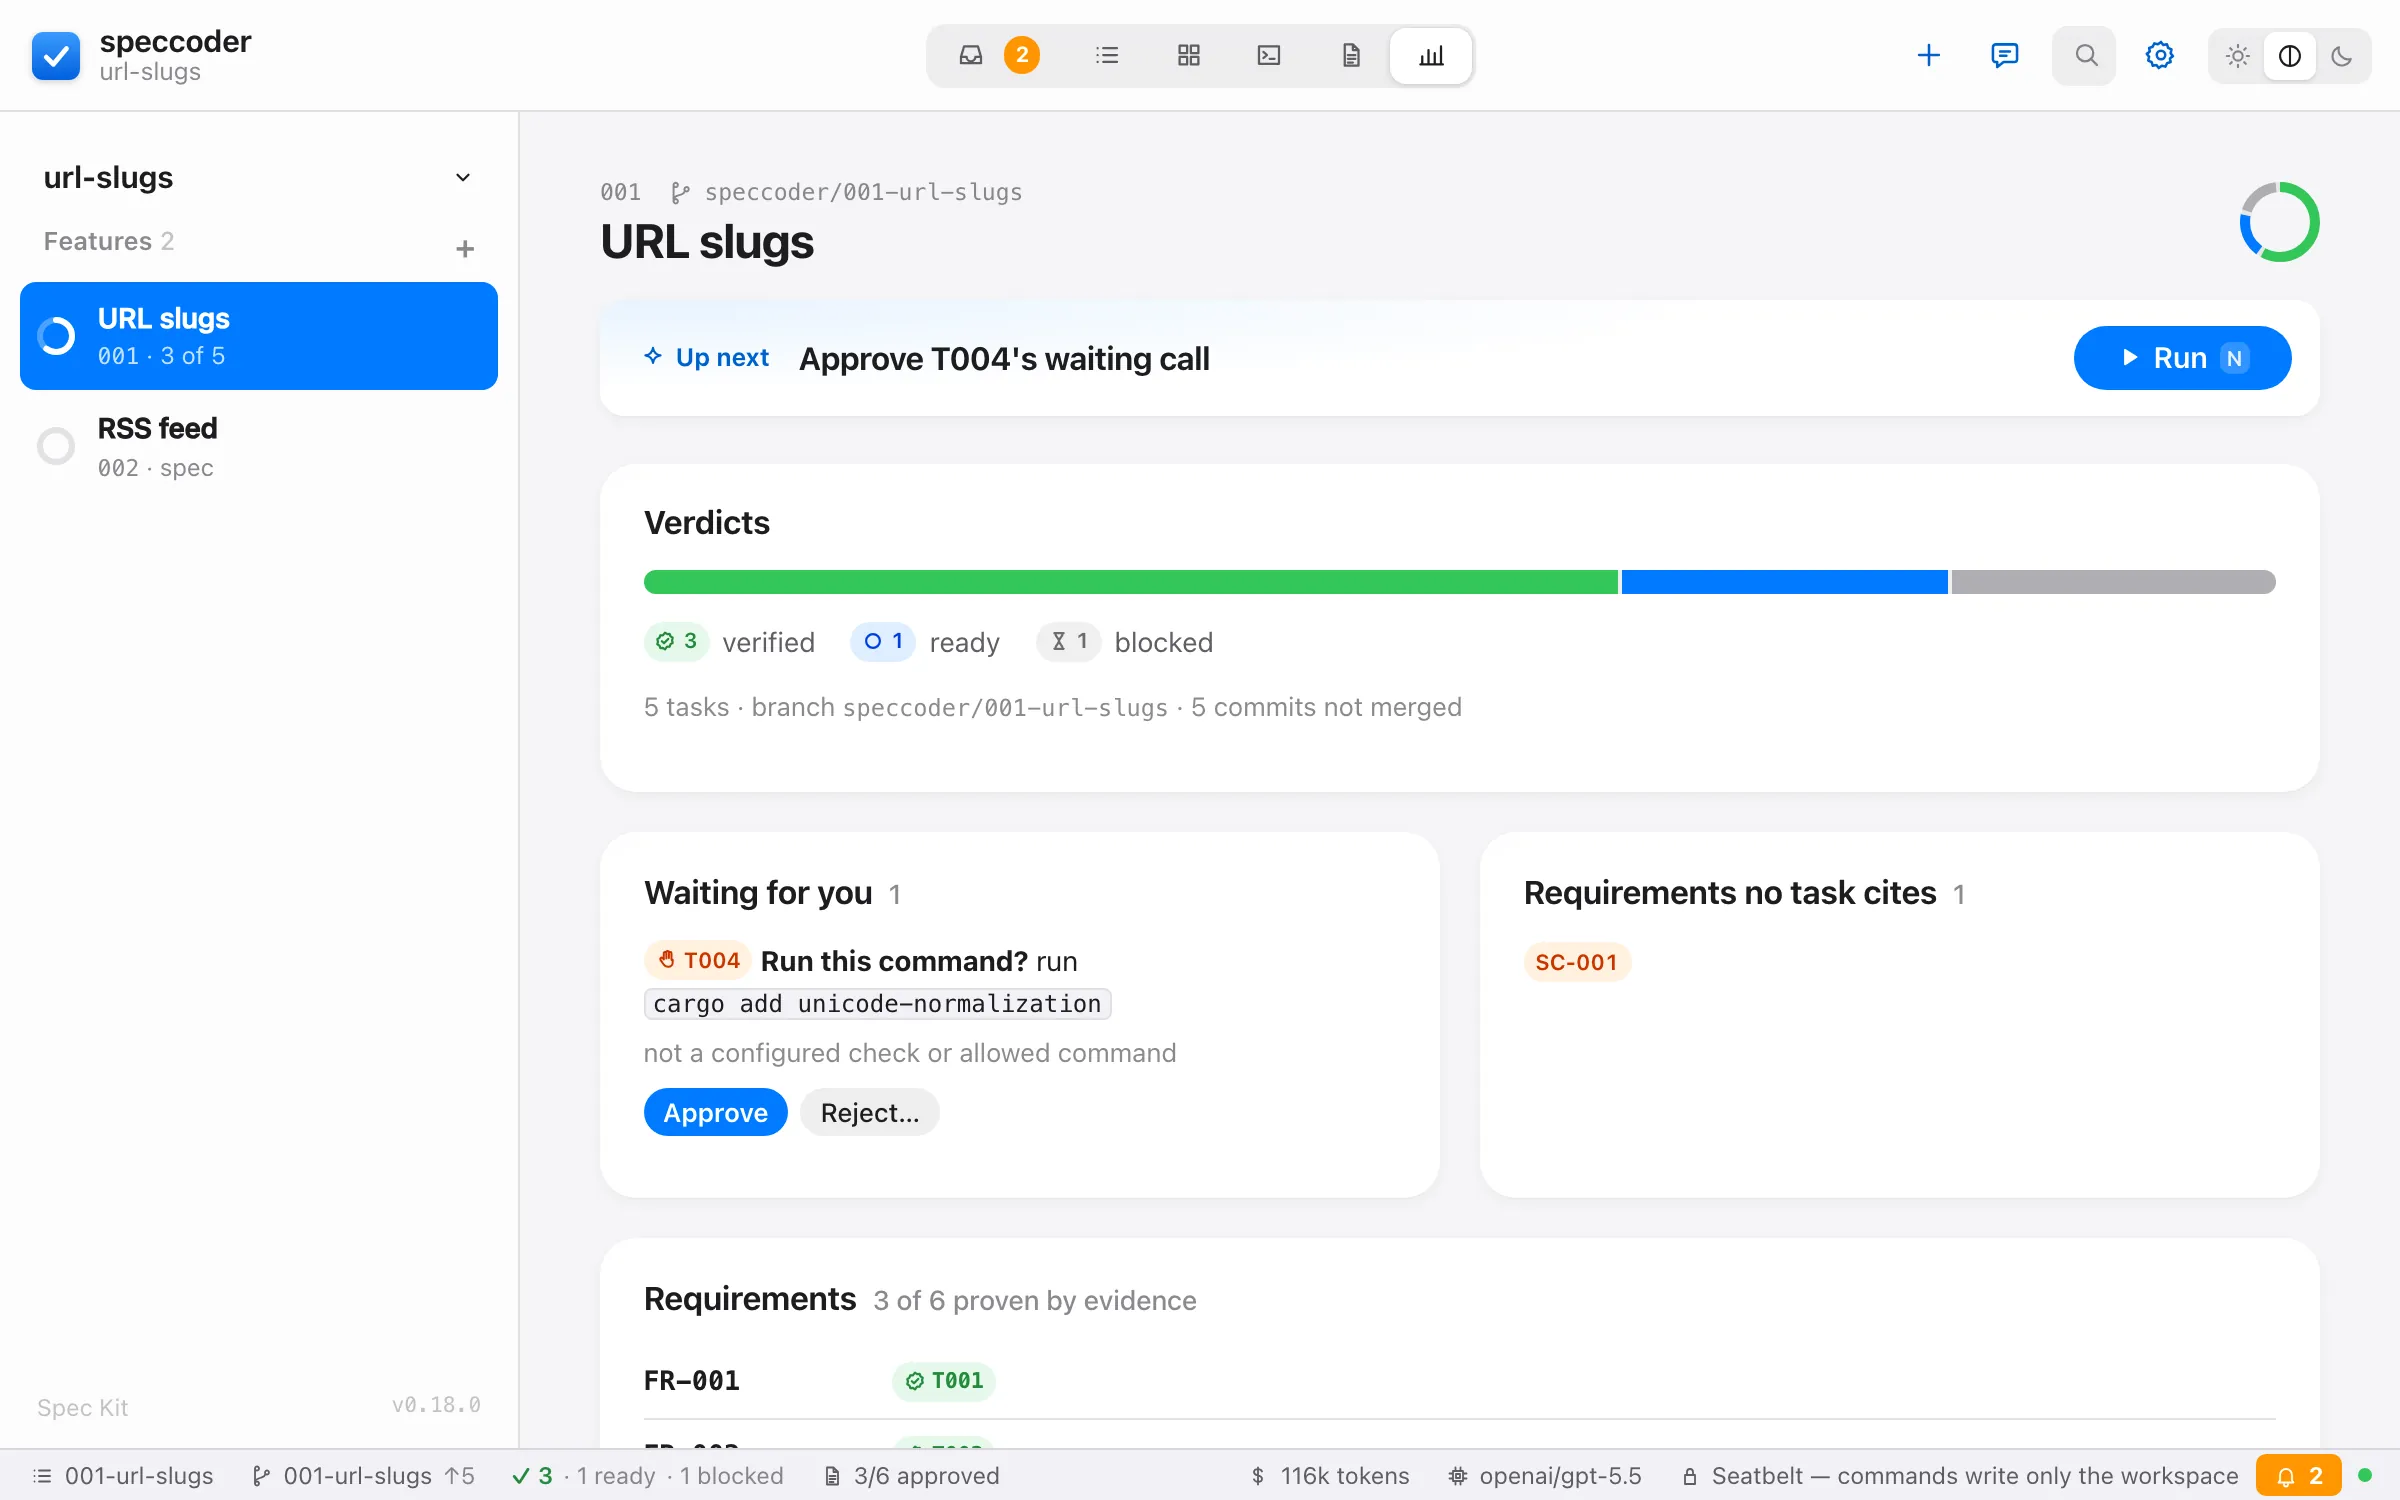 speccoder
url-slugs
2
url-slugs
Features 2
URL slugs
001 · 3 of 5
RSS feed
002 · spec
Spec Kit
v0.18.0
001 speccoder/001-url-slugs
URL slugs
Up next Approve T004's waiting call
Run N
Verdicts
3 verified 1 ready 1 blocked
5 tasks · branch speccoder/001-url-slugs · 5 commits not merged
Waiting for you 1
T004 Run this command? run
cargo add unicode-normalization
not a configured check or allowed command
Approve Reject...
Requirements no task cites 1
SC-001
Requirements 3 of 6 proven by evidence
FR-001 T001
001-url-slugs 001-url-slugs ↑5 3 · 1 ready · 1 blocked 3/6 approved $ 116k tokens openai/gpt-5.5 Seatbelt — commands write only the workspace 2